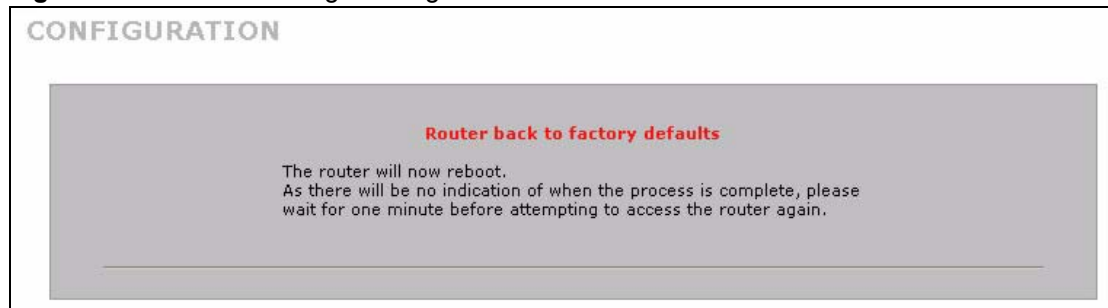 CONFIGURATION
Router back to factory defaults
The router will now reboot.
As there will be no indication of when the process is complete, please
wait for one minute before attempting to access the router again.